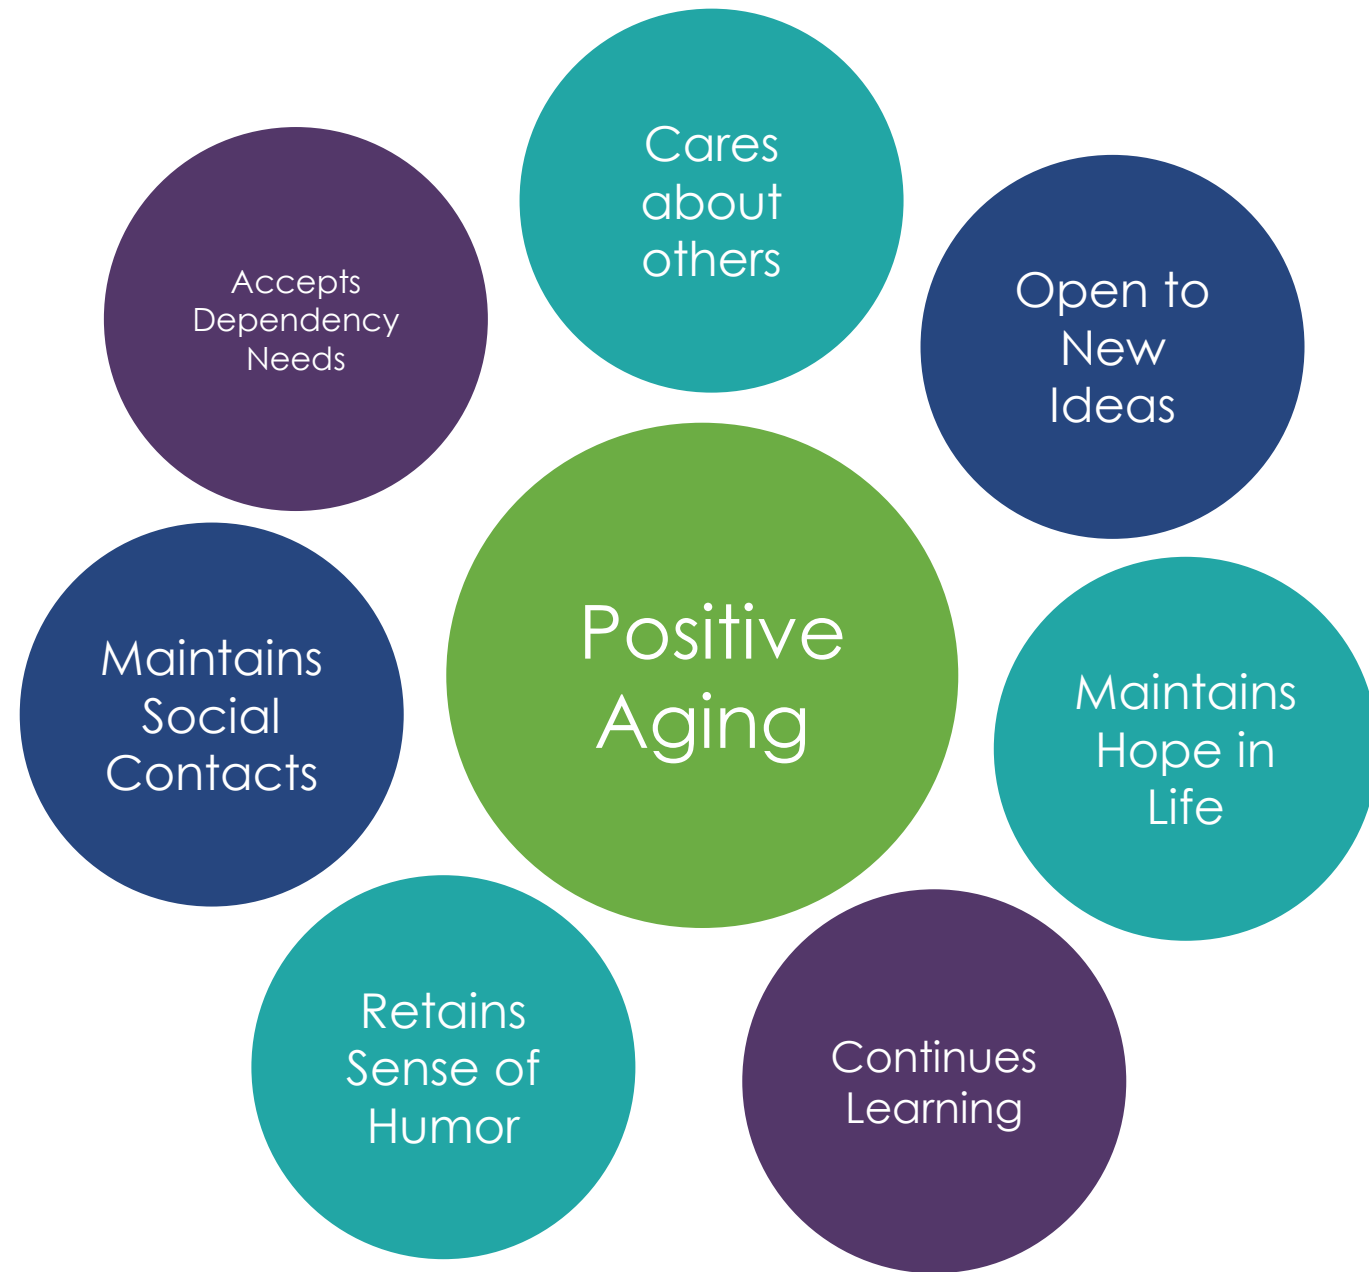 Cares
about
others
Open to
New
Ideas
Maintains
Hope in
Life
Continues
Learning
Retains
Sense of
Humor
Maintains
Social
Contacts
Accepts
Dependency
Needs
Positive
Aging